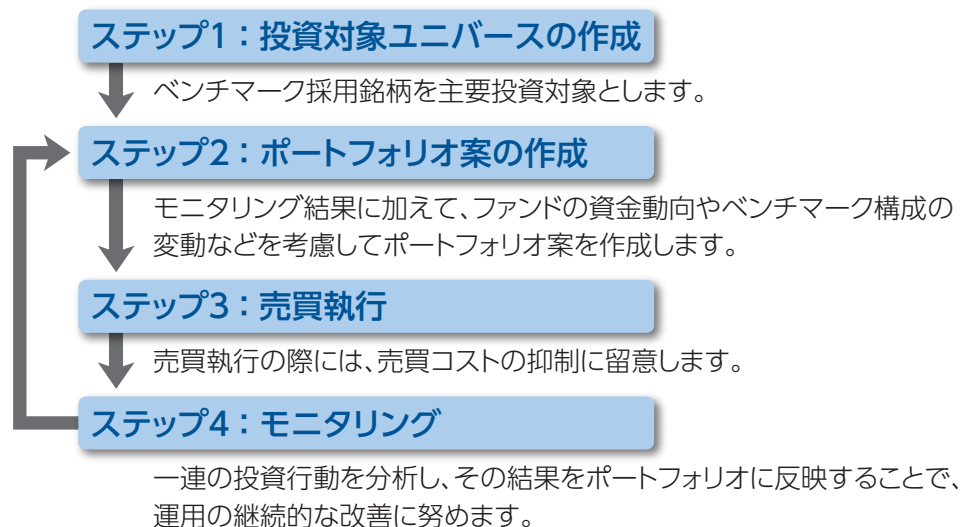 ステップ1：投資対象ユニバースの作成
ベンチマーク採用銘柄を主要投資対象とします。
ステップ2：ポートフォリオ案の作成
モニタリング結果に加えて、ファンドの資金動向やベンチマーク構成の
変動などを考慮してポートフォリオ案を作成します。
ステップ3：売買執行
売買執行の際には、売買コストの抑制に留意します。
ステップ4：モニタリング
一連の投資行動を分析し、その結果をポートフォリオに反映することで、
運用の継続的な改善に努めます。